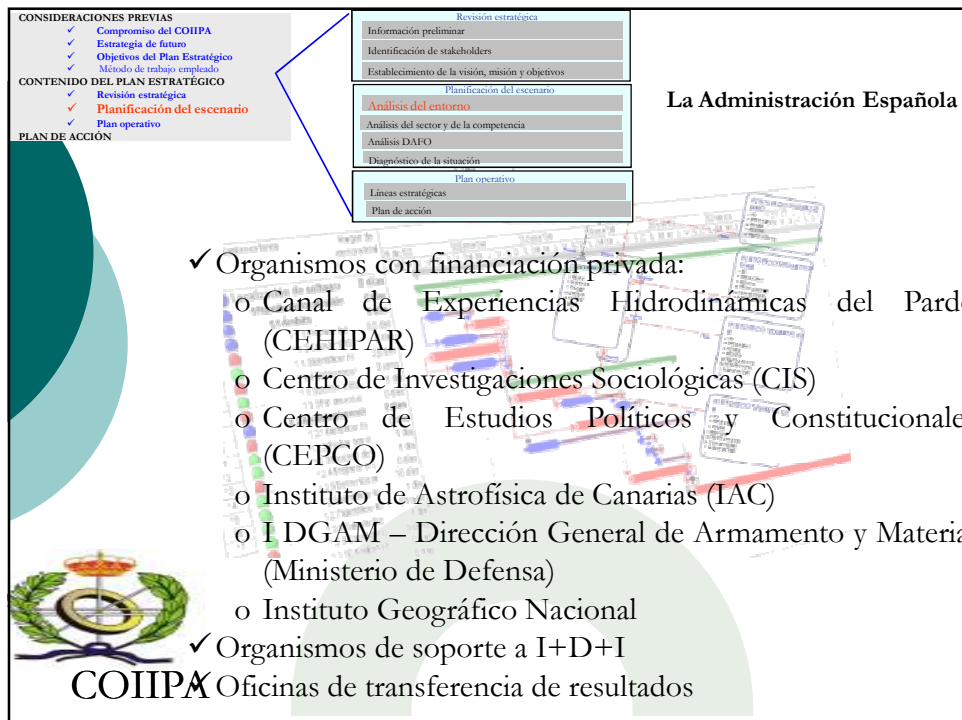 CONSIDERACIONES PREVIAS
✓ Compromiso del COIIPA
✓ Estrategia de futuro
✓ Objetivos del Plan Estratégico
✓ Método de trabajo empleado
CONTENIDO DEL PLAN ESTRATÉGICO
✓ Revisión estratégica
✓ Planificación del escenario
✓ Plan operativo
PLAN DE ACCIÓN
Revisión estratégica
Información preliminar
Identificación de stakeholders
Establecimiento de la visión, misión y objetivos
Planificación del escenario
Análisis del entorno
Análisis del sector y de la competencia
Análisis DAFO
Diagnóstico de la situación
Plan operativo
Líneas estratégicas
Plan de acción
La Administración Española
✓ Organismos con financiación privada:
o Canal de Experiencias Hidrodinámicas del Pardo
(CEHIPAR)
o Centro de Investigaciones Sociológicas (CIS)
o Centro de Estudios Políticos y Constitucionale
(CEPCO)
o Instituto de Astrofísica de Canarias (IAC)
o I DGAM – Dirección General de Armamento y Materia
(Ministerio de Defensa)
o Instituto Geográfico Nacional
✓ Organismos de soporte a I+D+I
✓ Oficinas de transferencia de resultados
COIIPA